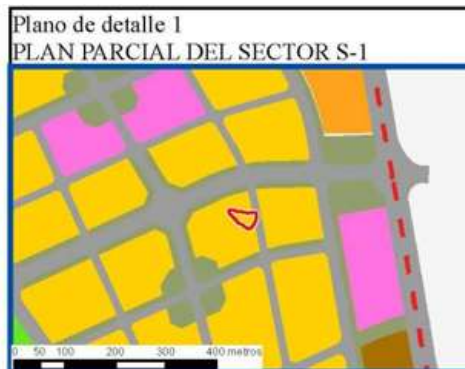 Plano de detalle 1
PLAN PARCIAL DEL SECTOR S-1
0 50 100 200 300 400 metros